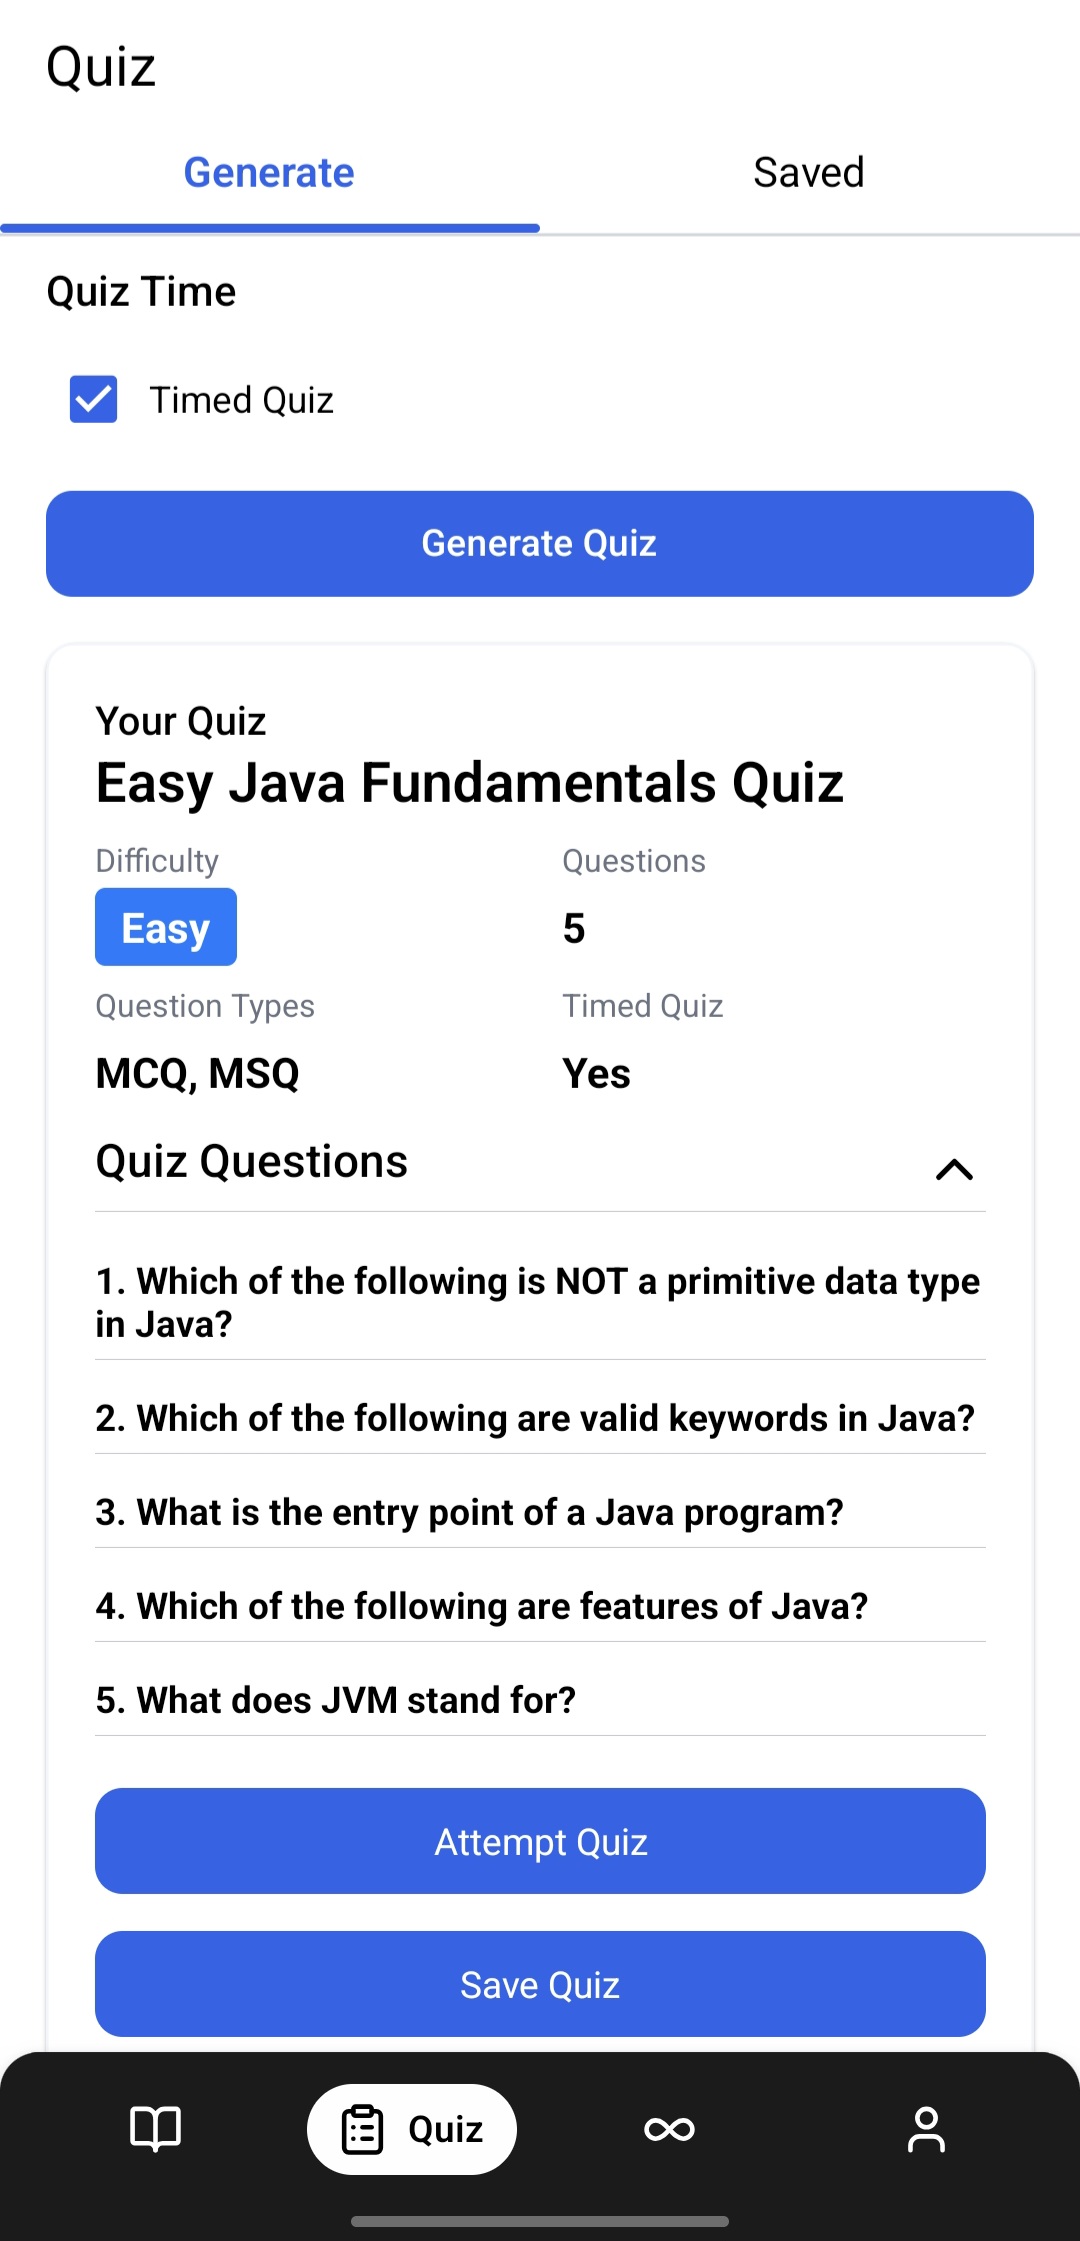 Quiz
Generate
Saved
Quiz Time
Timed Quiz
Generate Quiz
Your Quiz
Easy Java Fundamentals Quiz
Difficulty
Questions
Easy
5
Question Types
Timed Quiz
MCQ, MSQ
Yes
Quiz Questions
1. Which of the following is NOT a primitive data type
in Java?
2. Which of the following are valid keywords in Java?
3. What is the entry point of a Java program?
4. Which of the following are features of Java?
5. What does JVM stand for?
Attempt Quiz
Save Quiz
Quiz